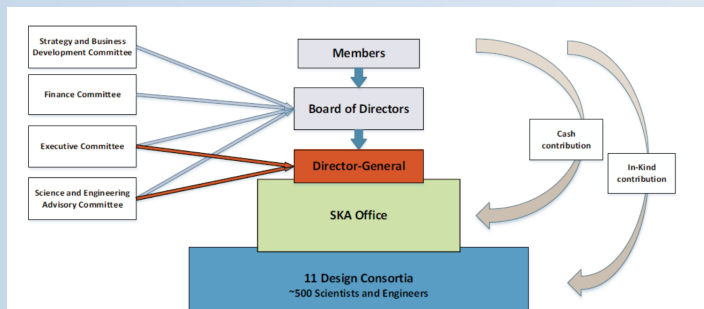 Strategy and Business
Development Committee
Finance Committee
Executive Committee
Science and Engineering
Advisory Committee
Members
Board of Directors
Director-General
SKA Office
11 Design Consortia
~500 Scientists and Engineers
Cash
contribution
In-Kind
contribution